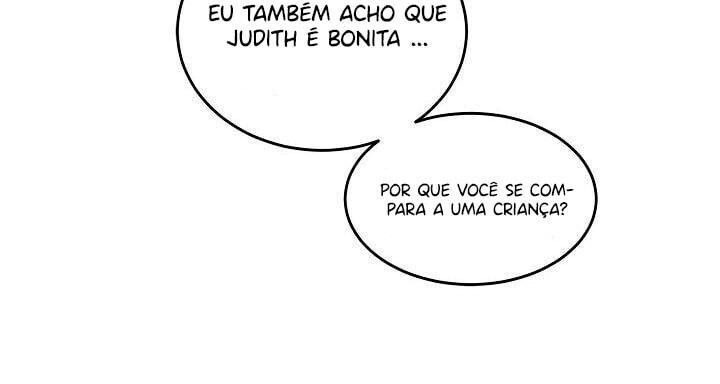 EU TAMBÉM ACHO QUE
JUDITH É BONITA ...
POR QUE VOCÊ SE COM-
PARA A UMA CRIANÇA?